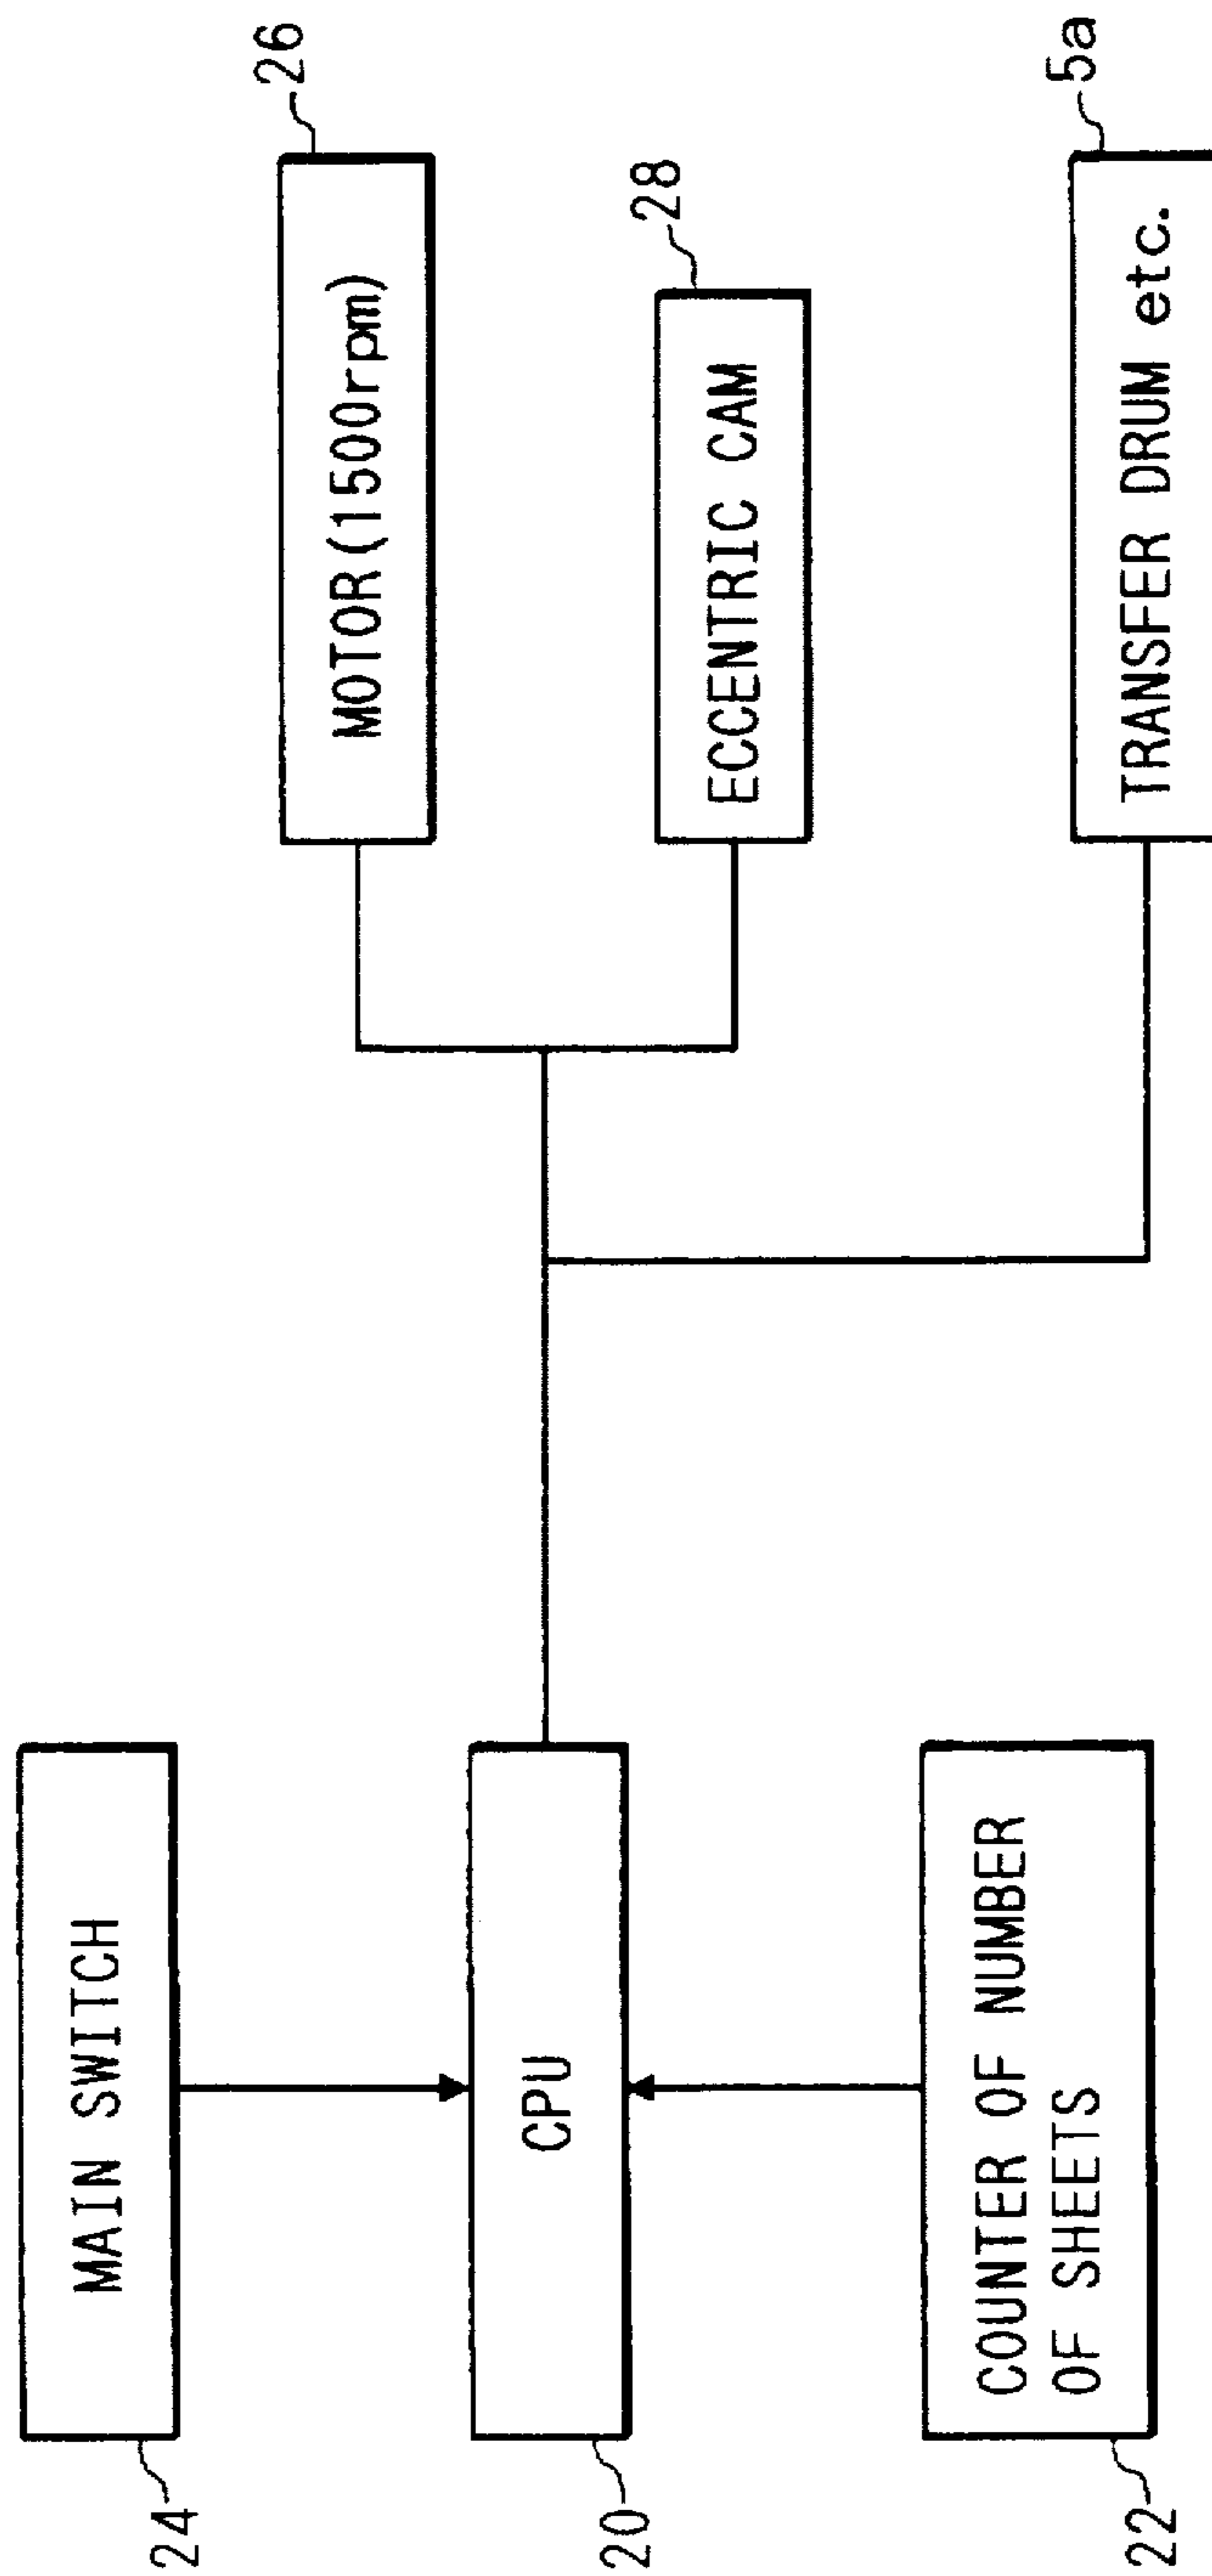 MAIN SWITCH
24
CPU
20
COUNTER OF NUMBER
OF SHEETS
22
MOTOR(1500rpm)
26
ECCENTRIC CAM
28
TRANSFER DRUM etc.
5a